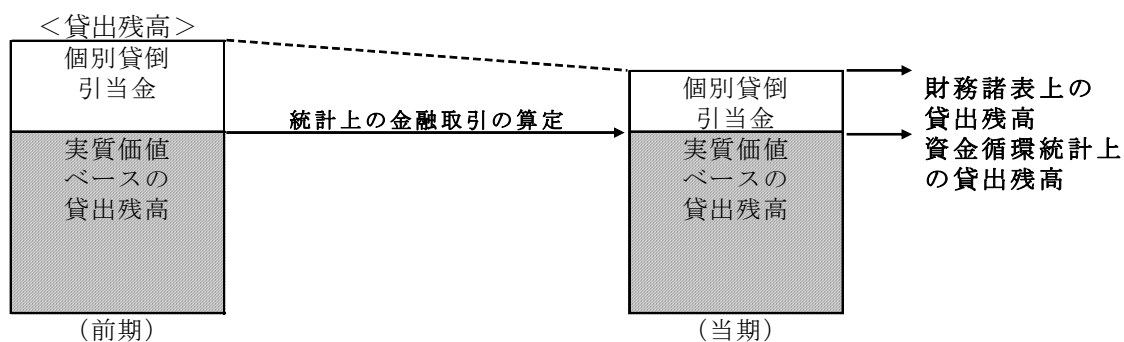 ＜貸出残高＞
個別貸倒
引当金
実質価値
ベースの
貸出残高
（前期）
統計上の金融取引の算定
個別貸倒
引当金
実質価値
ベースの
貸出残高
（当期）
財務諸表上の
貸出残高
資金循環統計上
の貸出残高